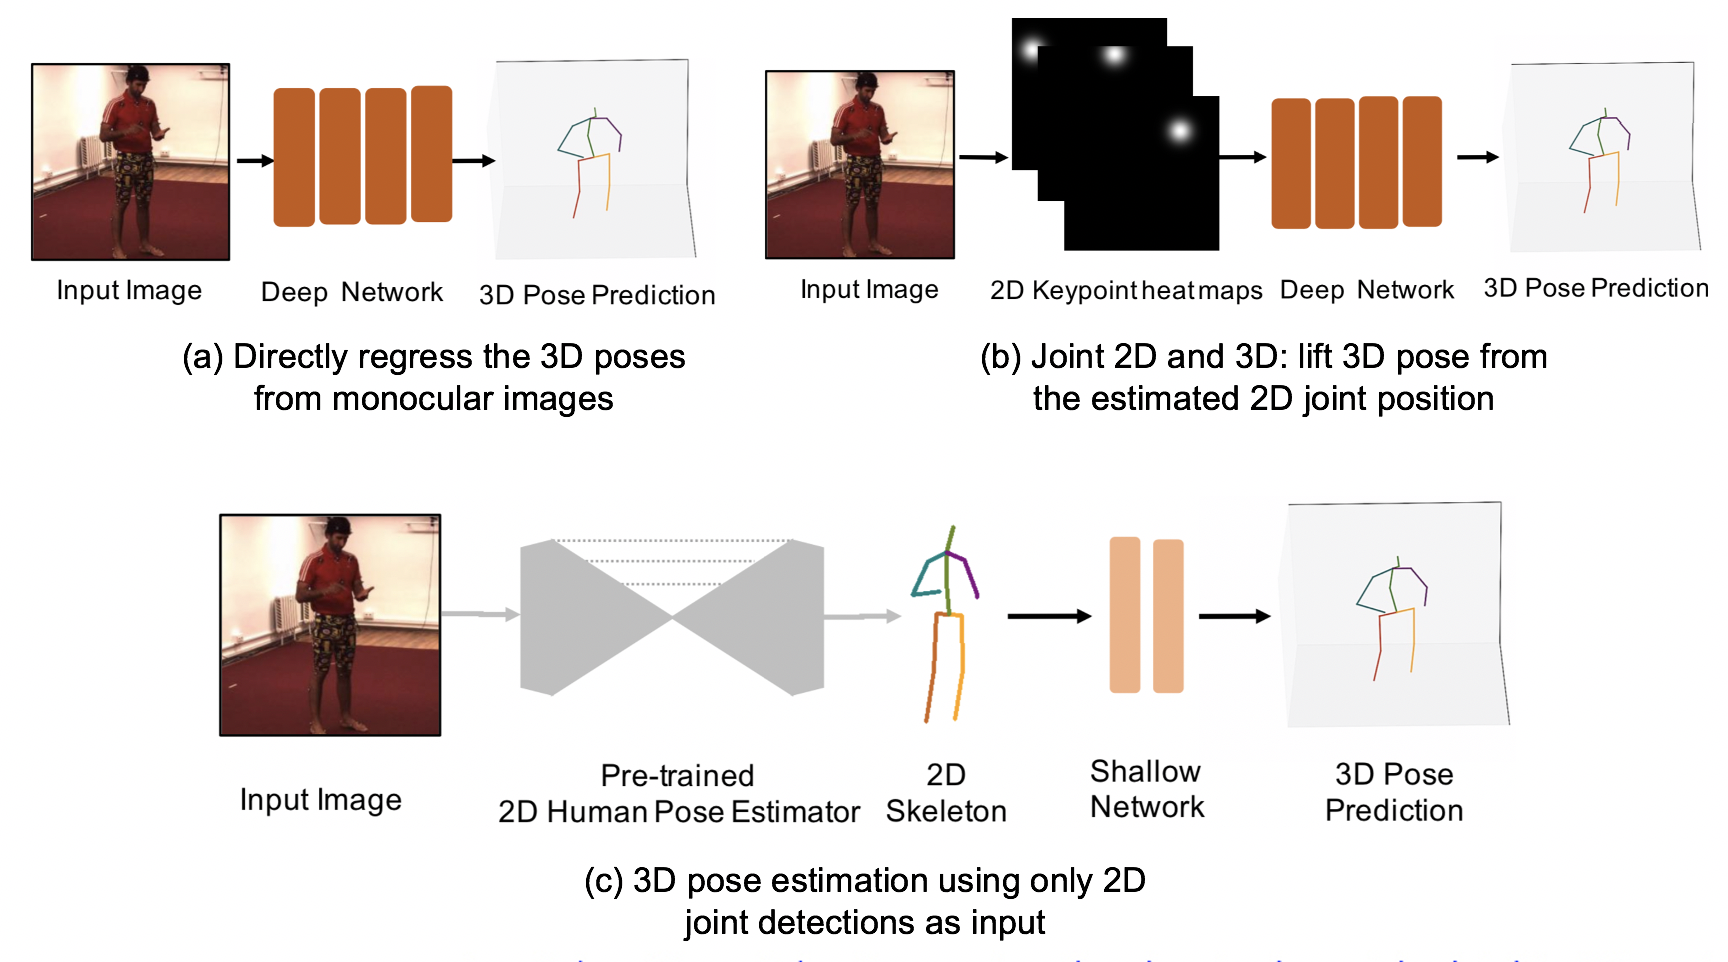 Input Image
Deep Network
3D Pose Prediction
(a) Directly regress the 3D poses
from monocular images
Input Image
2D Keypoint heatmaps
Deep Network
3D Pose Prediction
(b) Joint 2D and 3D: lift 3D pose from
the estimated 2D joint position
Input Image
Pre-trained
2D Human Pose Estimator
2D
Skeleton
Shallow
Network
3D Pose
Prediction
(c) 3D pose estimation using only 2D
joint detections as input